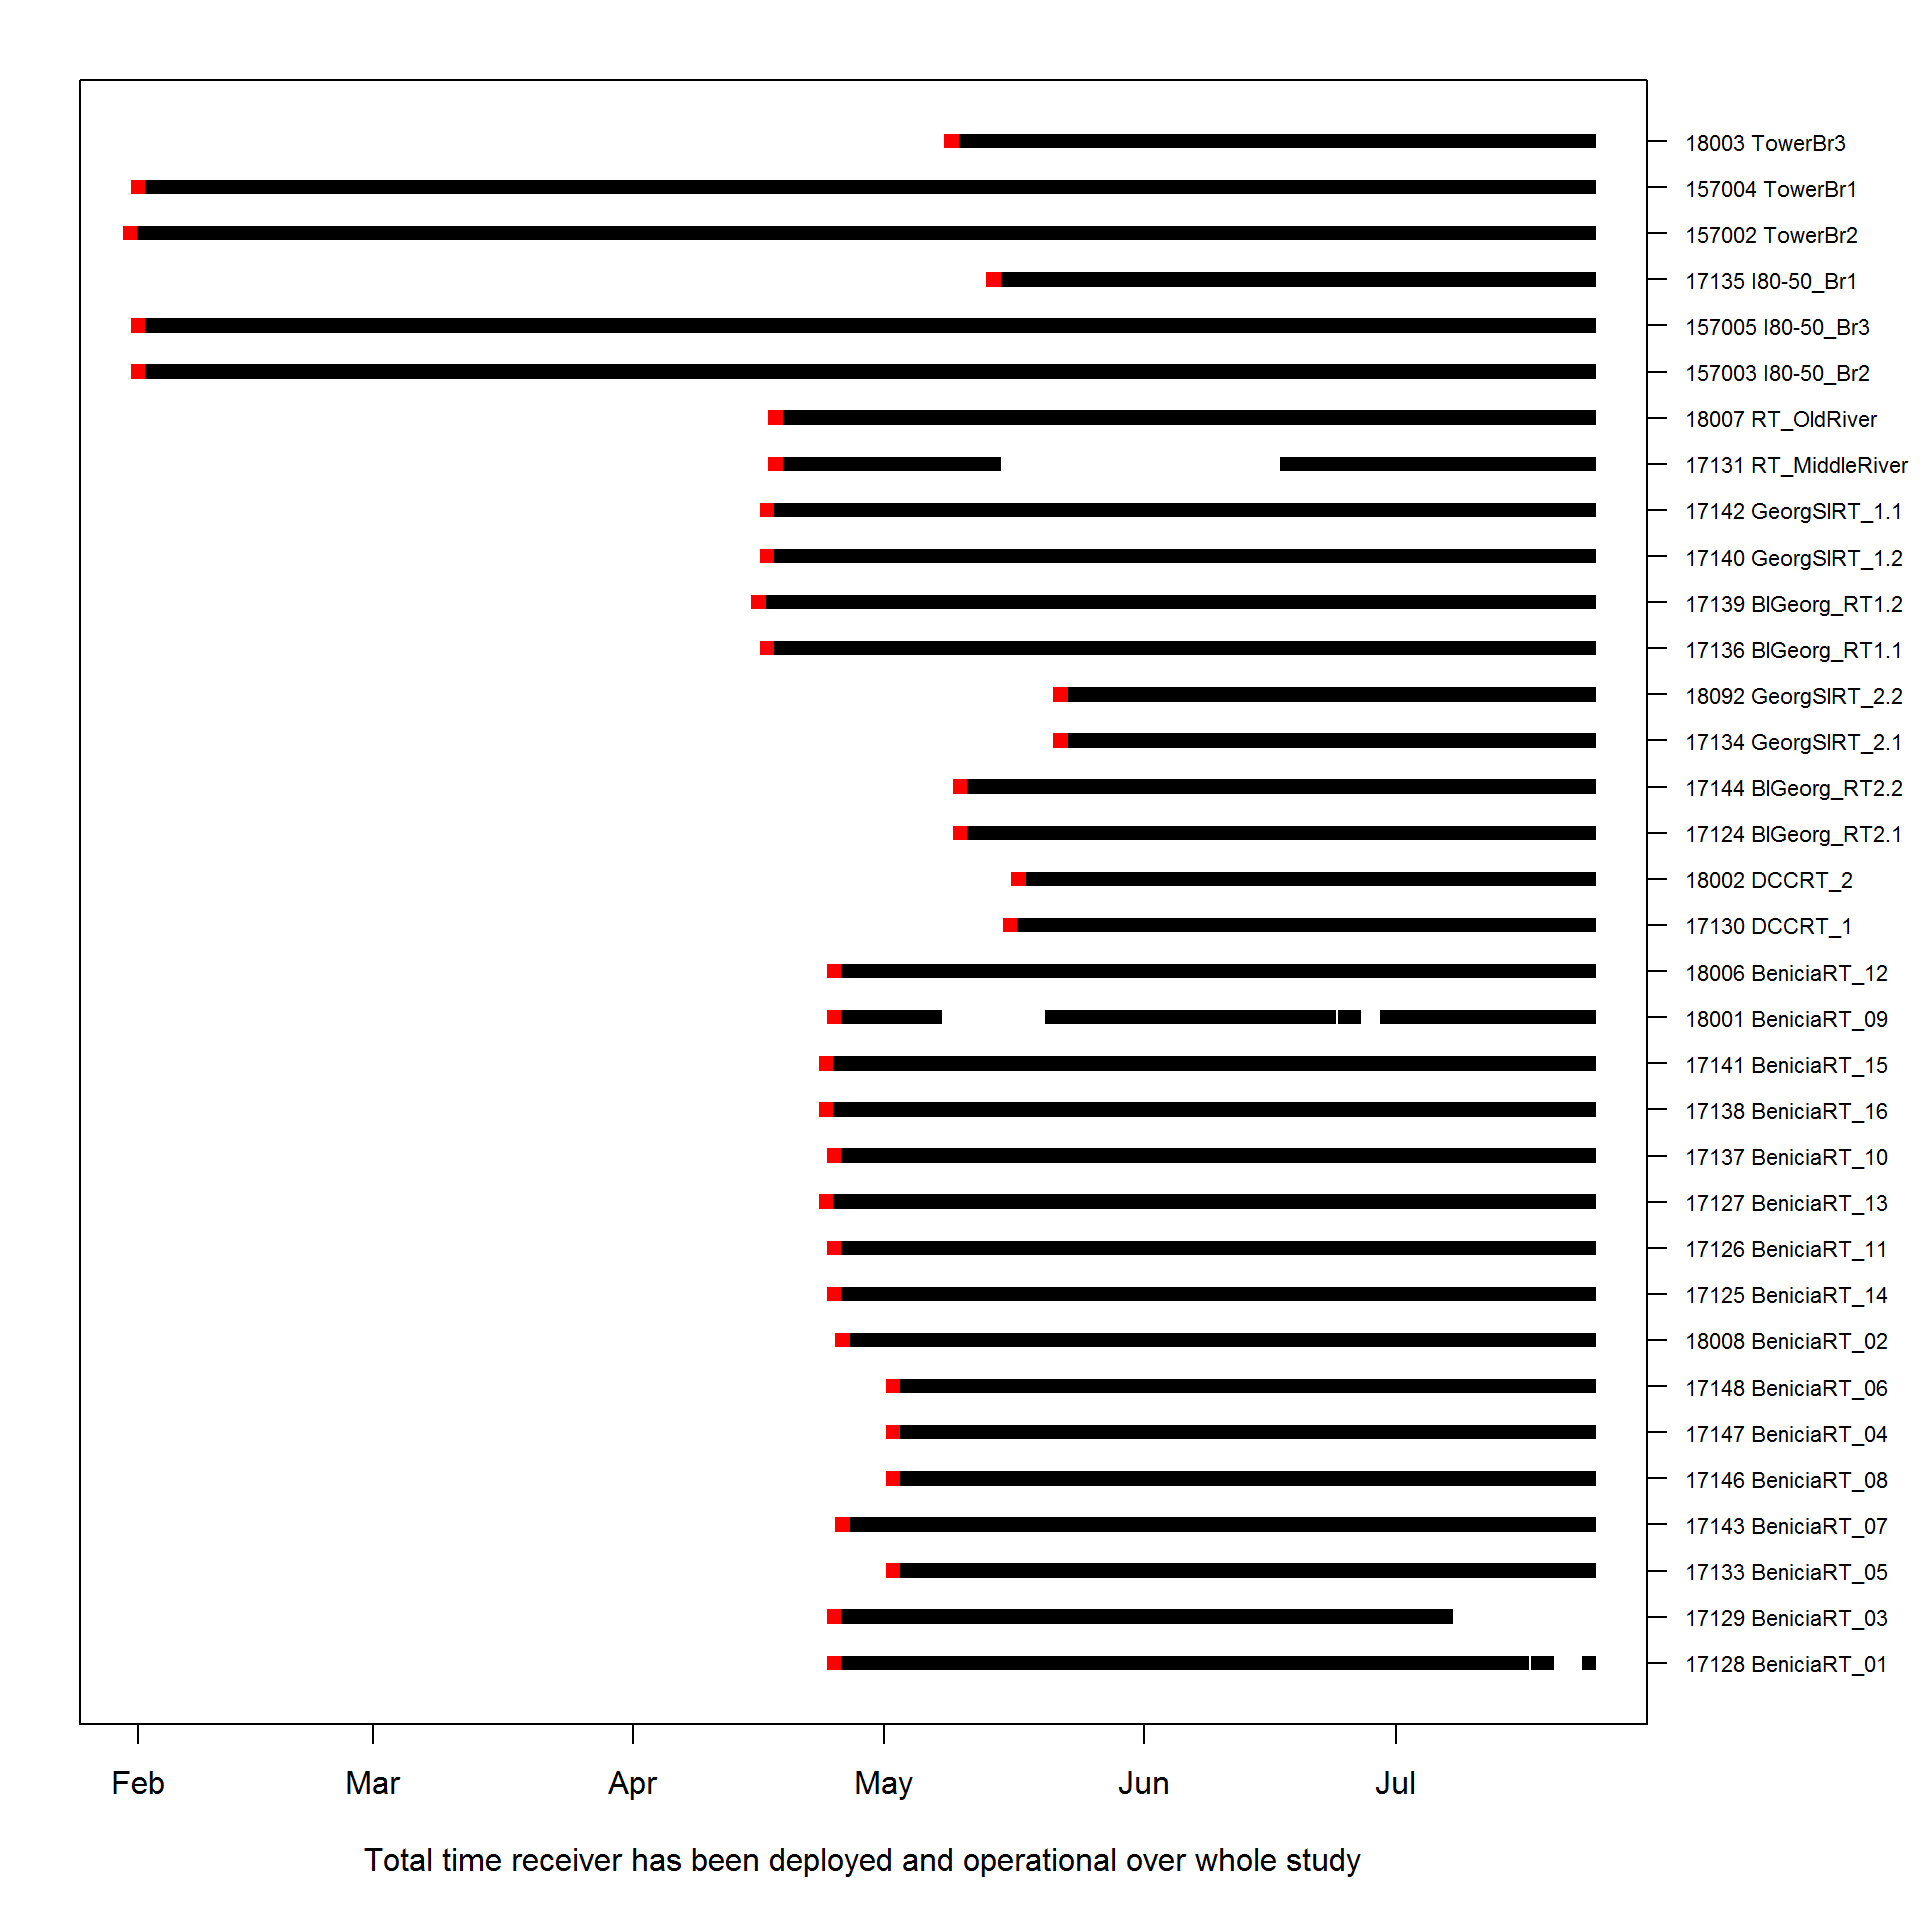 18003 TowerBr3
157004 TowerBr1
157002 TowerBr2
17135 I80-50_Br1
157005 I80-50_Br3
157003 I80-50_Br2
18007 RT_OldRiver
17131 RT_MiddleRiver
17142 GeorgSlRT_1.1
17140 GeorgSlRT_1.2
17139 BlGeorg_RT1.2
17136 BlGeorg_RT1.1
18092 GeorgSlRT_2.2
17134 GeorgSlRT_2.1
17144 BlGeorg_RT2.2
17124 BlGeorg_RT2.1
18002 DCCRT_2
17130 DCCRT_1
18006 BeniciaRT_12
18001 BeniciaRT_09
17141 BeniciaRT_15
17138 BeniciaRT_16
17137 BeniciaRT_10
17127 BeniciaRT_13
17126 BeniciaRT_11
17125 BeniciaRT_14
18008 BeniciaRT_02
17148 BeniciaRT_06
17147 BeniciaRT_04
17146 BeniciaRT_08
17143 BeniciaRT_07
17133 BeniciaRT_05
17129 BeniciaRT_03
17128 BeniciaRT_01
Feb Mar Apr May Jun Jul
Total time receiver has been deployed and operational over whole study